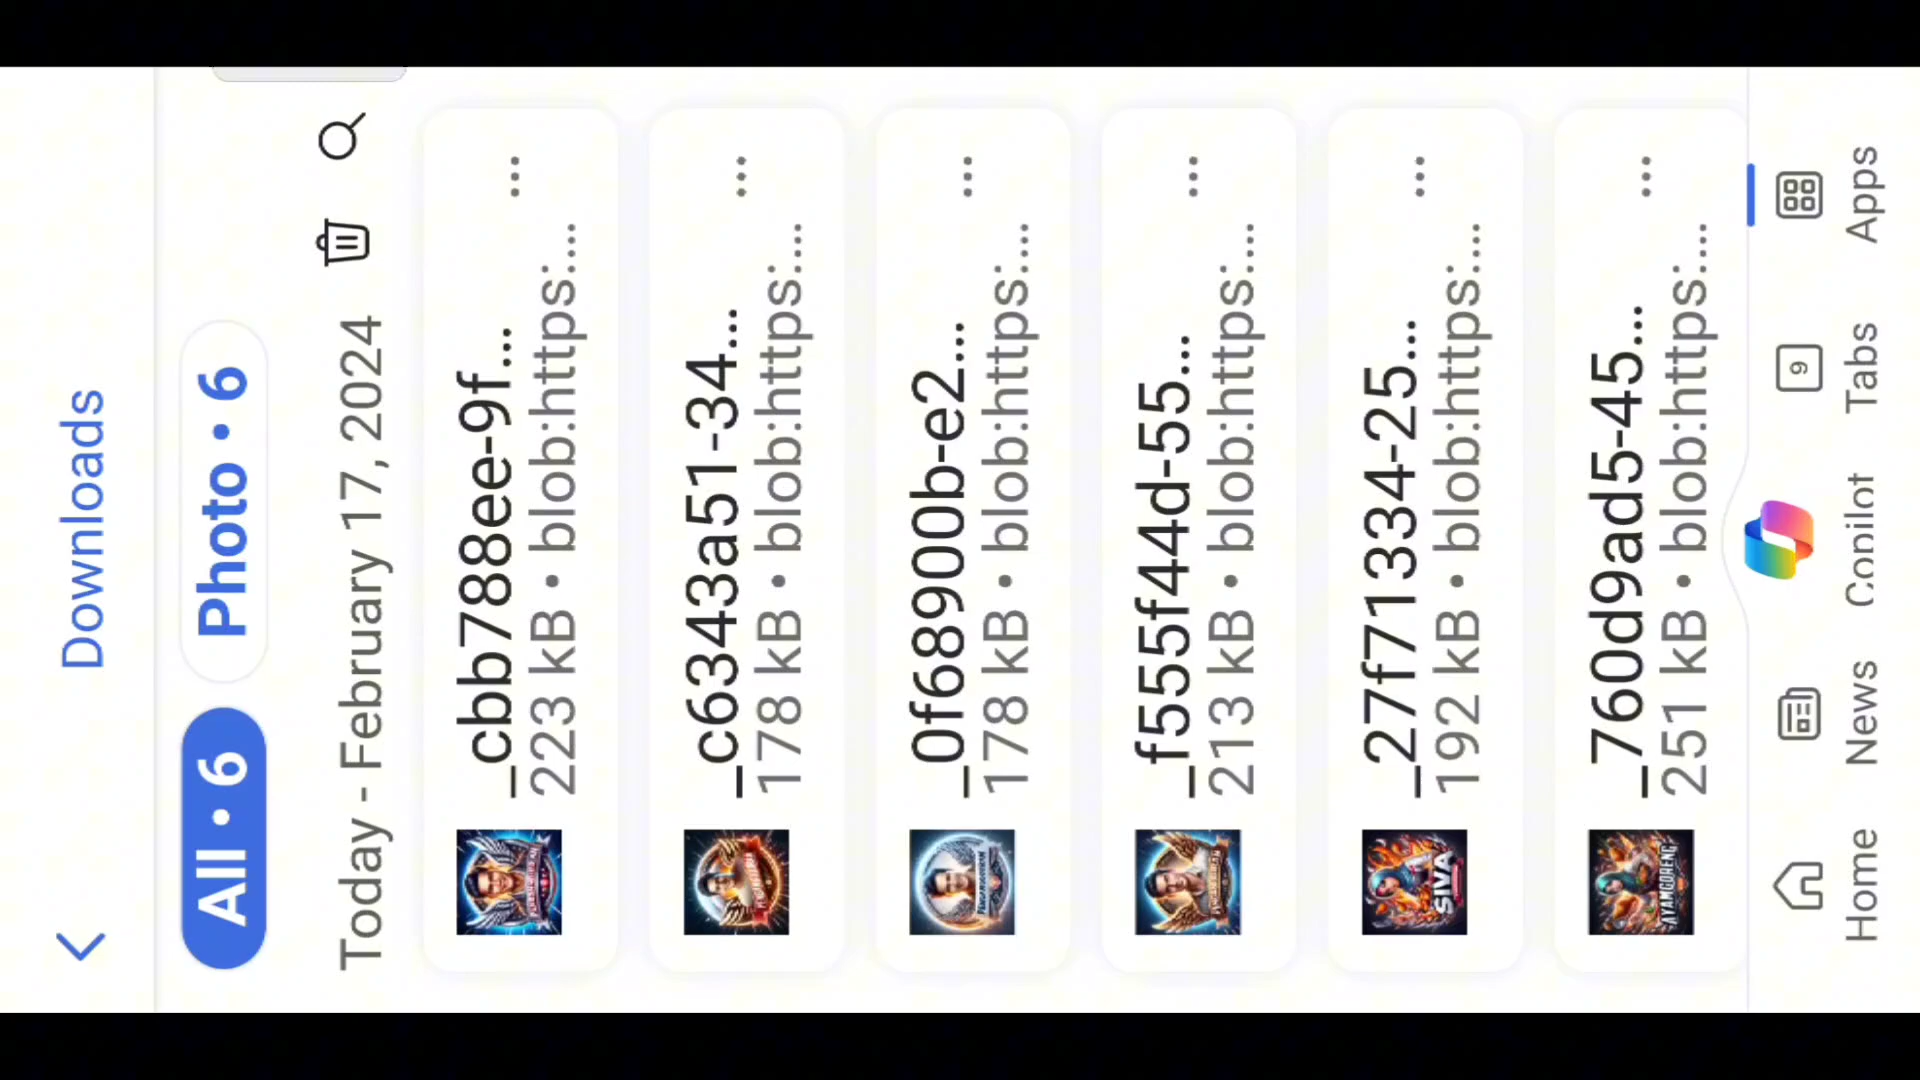 Downloads
All • 6
Photo • 6
Today - February 17, 2024
_cbb788ee-9f...
223 kB • blob:https:...
_c6343a51-34...
178 kB • blob:https:...
_0f68900b-e2...
178 kB • blob:https:...
_f555f44d-55...
213 kB • blob:https:...
_27f71334-25...
192 kB • blob:https:...
SIVA
_760d9ad5-45...
251 kB • blob:https:...
AYAMGORENG
Home
News
Copilot
9
Tabs
Apps